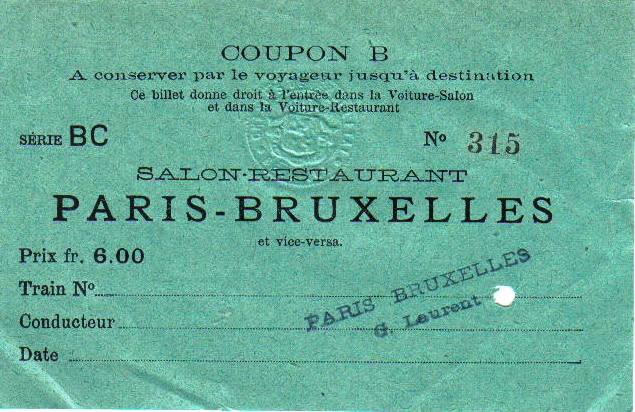 COUPON B
A conserver par le voyageur jusqu'à destination
Ce billet donne droit à l'entrée dans la Voiture-Salon
et dans la Voiture-Restaurant
SÉRIE BC
No 315
SALON-RESTAURANT
PARIS-BRUXELLES
et vice-versa.
Prix fr. 6.00
Train No
Conducteur
Date
PARIS BRUXELLES
G. Laurent